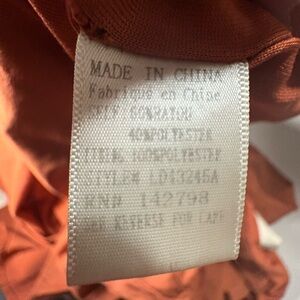 MADE IN CHINA
Fabrique en Chine
SELF 60%RAYON
40%POLYESTER
100%POLYESTER
STYLE# LD43245A
RN# 142798
SEE REVERSE FOR CARE